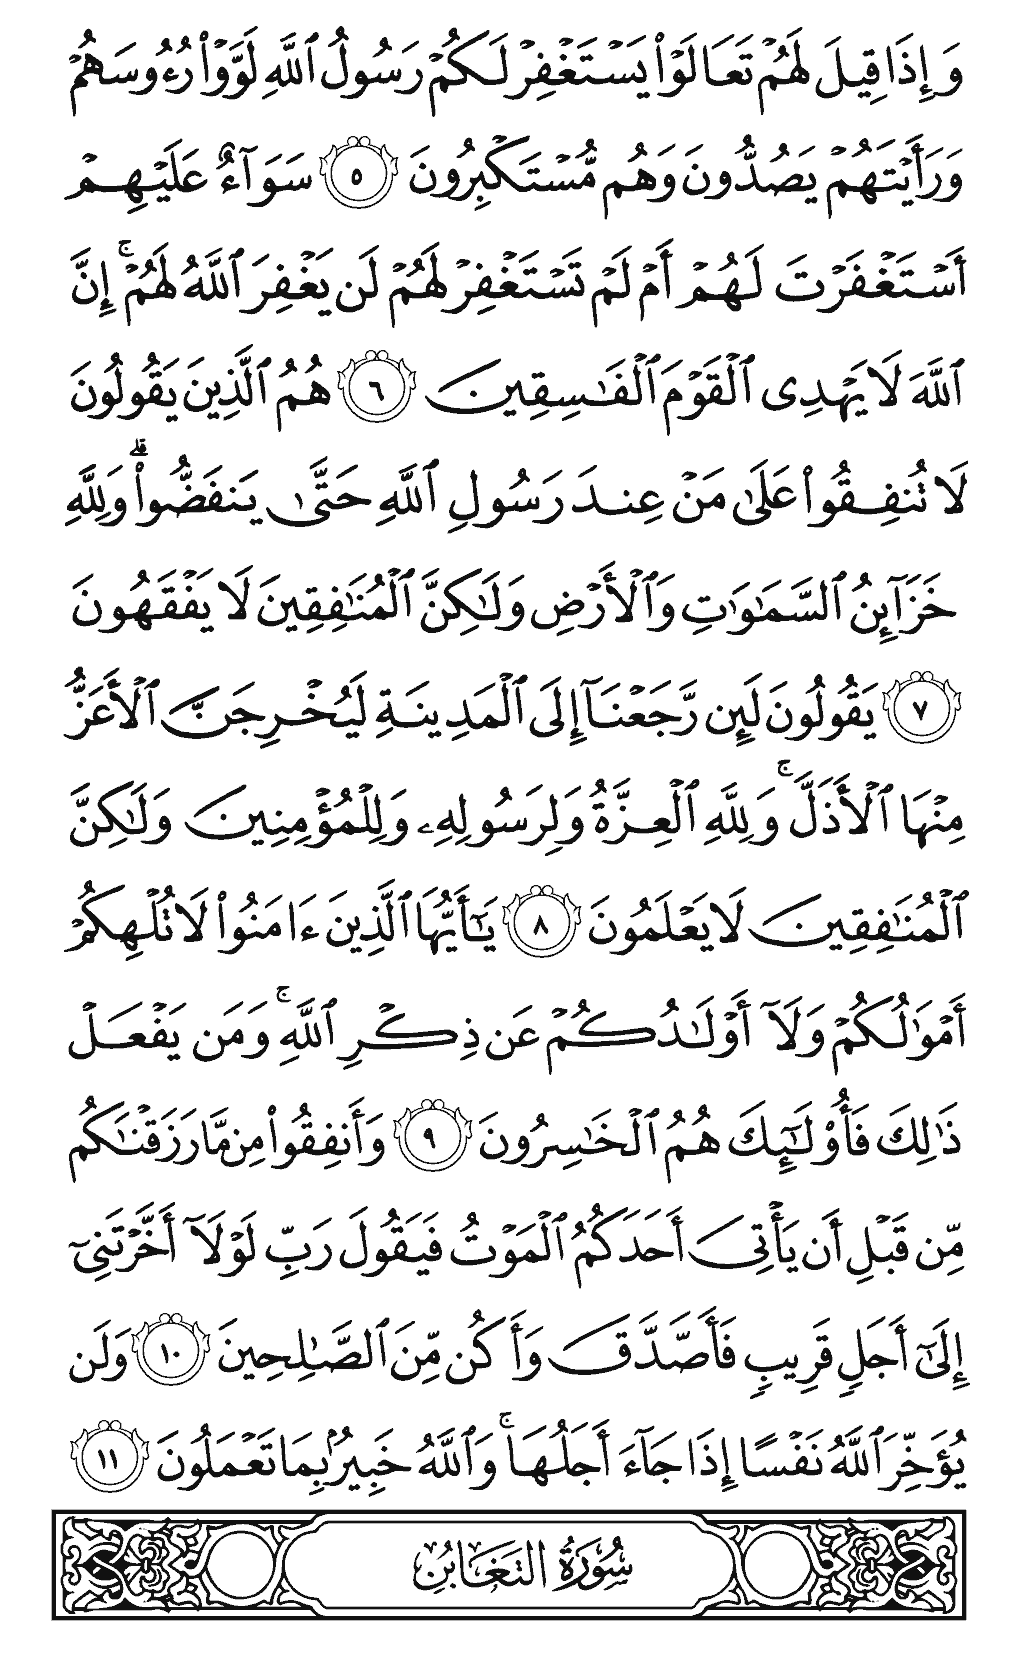 وَإِذَا قِيلَ لَهُمْ تَعَالَوْا۟ يَسْتَغْفِرْ لَكُمْ رَسُولُ ٱللَّهِ لَوَّوْا۟ رُءُوسَهُمْ
وَرَأَيْتَهُمْ يَصُدُّونَ وَهُم مُّسْتَكْبِرُونَ ٥ سَوَآءٌ عَلَيْهِمْ
أَسْتَغْفَرْتَ لَهُمْ أَمْ لَمْ تَسْتَغْفِرْ لَهُمْ لَن يَغْفِرَ ٱللَّهُ لَهُمْ ۚ إِنَّ
ٱللَّهَ لَا يَهْدِى ٱلْقَوْمَ ٱلْفَـٰسِقِينَ ٦ هُمُ ٱلَّذِينَ يَقُولُونَ
لَا تُنفِقُوا۟ عَلَىٰ مَنْ عِندَ رَسُولِ ٱللَّهِ حَتَّىٰ يَنفَضُّوا۟ ۗ وَلِلَّهِ
خَزَآئِنُ ٱلسَّمَـٰوَٰتِ وَٱلْأَرْضِ وَلَـٰكِنَّ ٱلْمُنَـٰفِقِينَ لَا يَفْقَهُونَ
٧ يَقُولُونَ لَئِن رَّجَعْنَآ إِلَى ٱلْمَدِينَةِ لَيُخْرِجَنَّ ٱلْأَعَزُّ
مِنْهَا ٱلْأَذَلَّ ۚ وَلِلَّهِ ٱلْعِزَّةُ وَلِرَسُولِهِۦ وَلِلْمُؤْمِنِينَ وَلَـٰكِنَّ
ٱلْمُنَـٰفِقِينَ لَا يَعْلَمُونَ ٨ يَـٰٓأَيُّهَا ٱلَّذِينَ ءَامَنُوا۟ لَا تُلْهِكُمْ
أَمْوَٰلُكُمْ وَلَآ أَوْلَـٰدُكُمْ عَن ذِكْرِ ٱللَّهِ ۚ وَمَن يَفْعَلْ
ذَٰلِكَ فَأُو۟لَـٰٓئِكَ هُمُ ٱلْخَـٰسِرُونَ ٩ وَأَنفِقُوا۟ مِن مَّا رَزَقْنَـٰكُم
مِّن قَبْلِ أَن يَأْتِىَ أَحَدَكُمُ ٱلْمَوْتُ فَيَقُولَ رَبِّ لَوْلَآ أَخَّرْتَنِىٓ
إِلَىٰٓ أَجَلٍ قَرِيبٍ فَأَصَّدَّقَ وَأَكُن مِّنَ ٱلصَّـٰلِحِينَ ١٠ وَلَن
يُؤَخِّرَ ٱللَّهُ نَفْسًا إِذَا جَآءَ أَجَلُهَا ۚ وَٱللَّهُ خَبِيرٌۢ بِمَا تَعْمَلُونَ ١١
سُورَةُ التَغَابُنِ